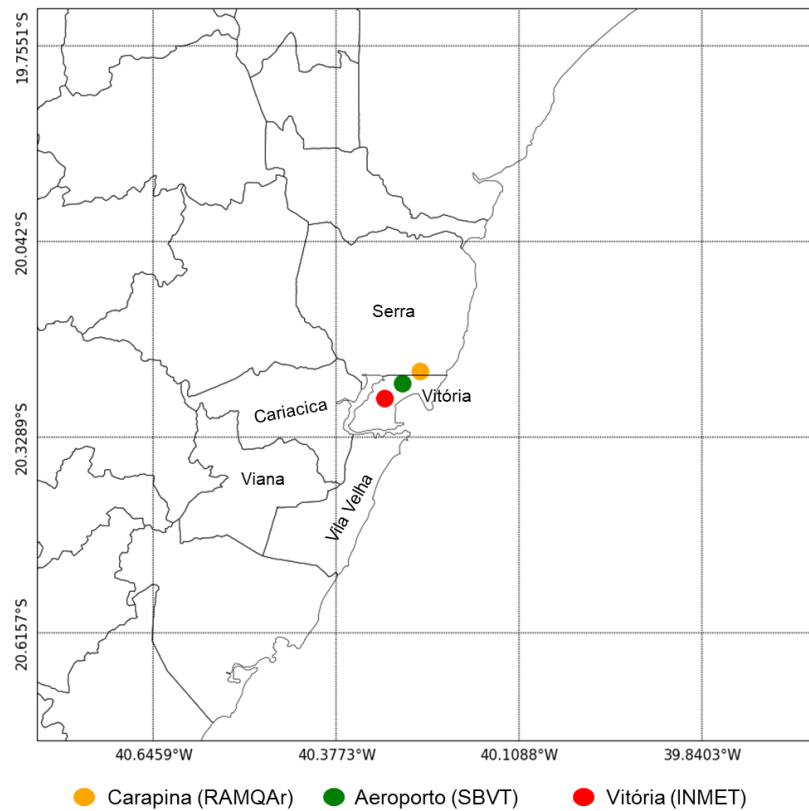 19.7551°S
20.042°S
Serra
Vitória
Cariacica
20.3289°S
Viana
Vila Velha
20.6157°S
40.6459°W 40.3773°W 40.1088°W 39.8403°W
Carapina (RAMQAr) Aeroporto (SBVT) Vitória (INMET)